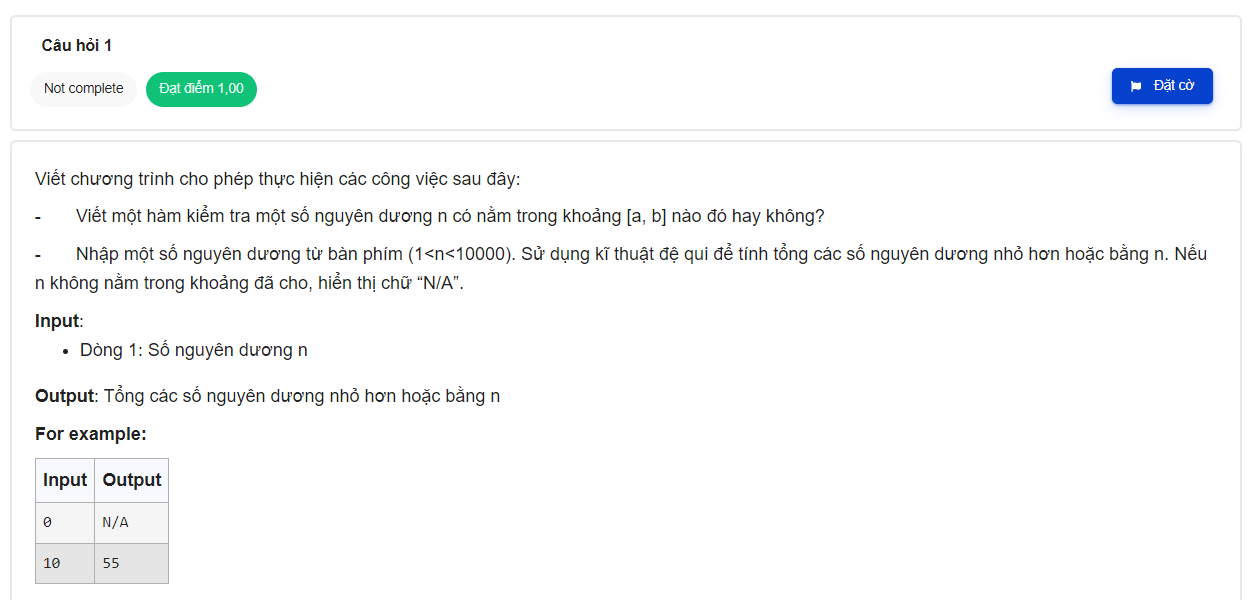 Câu hỏi 1
Not complete
Đạt điểm 1,00
Đặt cờ
Viết chương trình cho phép thực hiện các công việc sau đây:
- Viết một hàm kiểm tra một số nguyên dương n có nằm trong khoảng [a, b] nào đó hay không?
- Nhập một số nguyên dương từ bàn phím (1<n<10000). Sử dụng kĩ thuật đệ qui để tính tổng các số nguyên dương nhỏ hơn hoặc bằng n. Nếu
n không nằm trong khoảng đã cho, hiển thị chữ “N/A”.
Input:
• Dòng 1: Số nguyên dương n
Output: Tổng các số nguyên dương nhỏ hơn hoặc bằng n
For example:
Input Output
0 N/A
10 55